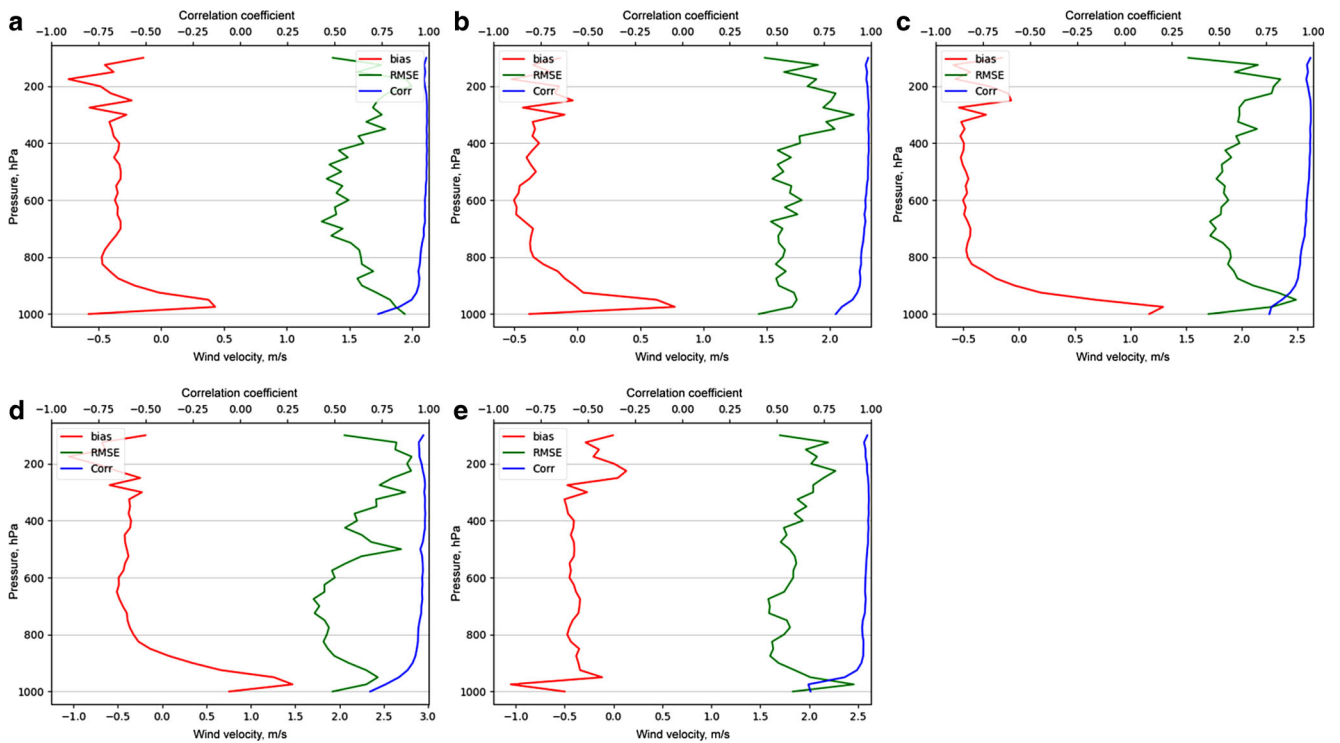 a
Correlation coefficient
−1.00 −0.75 −0.50 −0.25 0.00 0.25 0.50 0.75 1.00
bias
RMSE
Corr
Pressure, hPa
200
400
600
800
1000
−0.5 0.0 0.5 1.0 1.5 2.0
Wind velocity, m/s
b
Correlation coefficient
−1.00 −0.75 −0.50 −0.25 0.00 0.25 0.50 0.75 1.00
bias
RMSE
Corr
Pressure, hPa
200
400
600
800
1000
−0.5 0.0 0.5 1.0 1.5 2.0
Wind velocity, m/s
c
Correlation coefficient
−1.00 −0.75 −0.50 −0.25 0.00 0.25 0.50 0.75 1.00
bias
RMSE
Corr
Pressure, hPa
200
400
600
800
1000
−0.5 0.0 0.5 1.0 1.5 2.0 2.5
Wind velocity, m/s
d
Correlation coefficient
−1.00 −0.75 −0.50 −0.25 0.00 0.25 0.50 0.75 1.00
bias
RMSE
Corr
Pressure, hPa
200
400
600
800
1000
−1.0 −0.5 0.0 0.5 1.0 1.5 2.0 2.5 3.0
Wind velocity, m/s
e
Correlation coefficient
−1.00 −0.75 −0.50 −0.25 0.00 0.25 0.50 0.75 1.00
bias
RMSE
Corr
Pressure, hPa
200
400
600
800
1000
−1.0 −0.5 0.0 0.5 1.0 1.5 2.0 2.5
Wind velocity, m/s